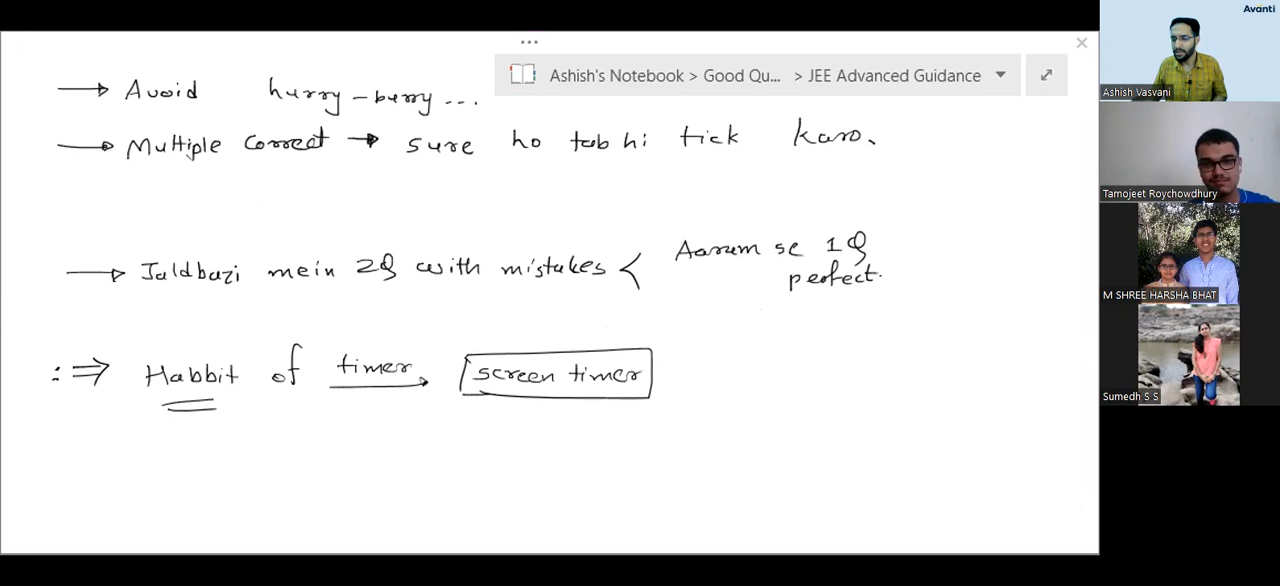 Avanti
...
Ashish's Notebook > Good Qu... > JEE Advanced Guidance
→ Avoid hurry-berry ...
→ Multiple correct → sure ho tab hi tick karo.
→ Jaldbazi mein 2Q with mistakes < Aaram se 1Q
perfect.
:⇒ Habbit of timer screen timer
Ashish Vasvani
Tamojeet Roychowdhury
M SHREE HARSHA BHAT
Sumedh S S